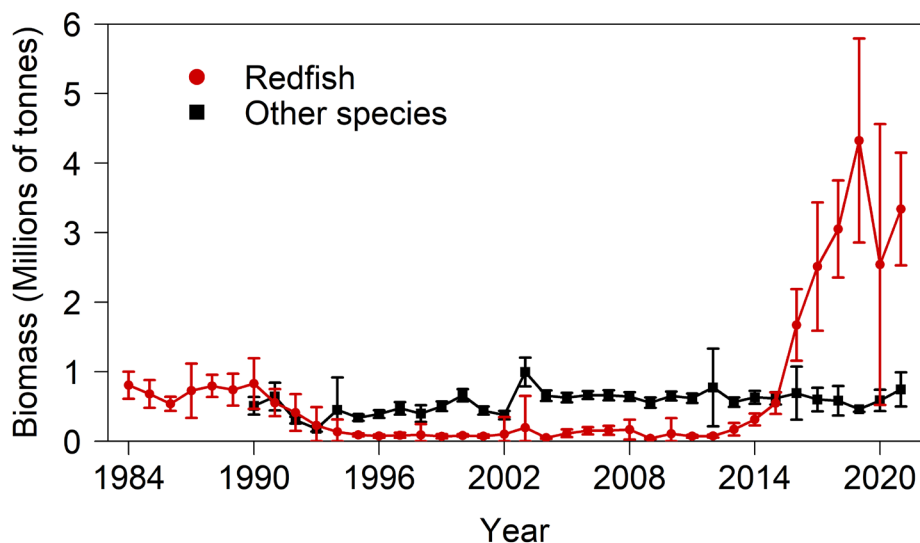 Biomass (Millions of tonnes)
6
5
4
3
2
1
0
Redfish
Other species
1984 1990 1996 2002 2008 2014 2020
Year